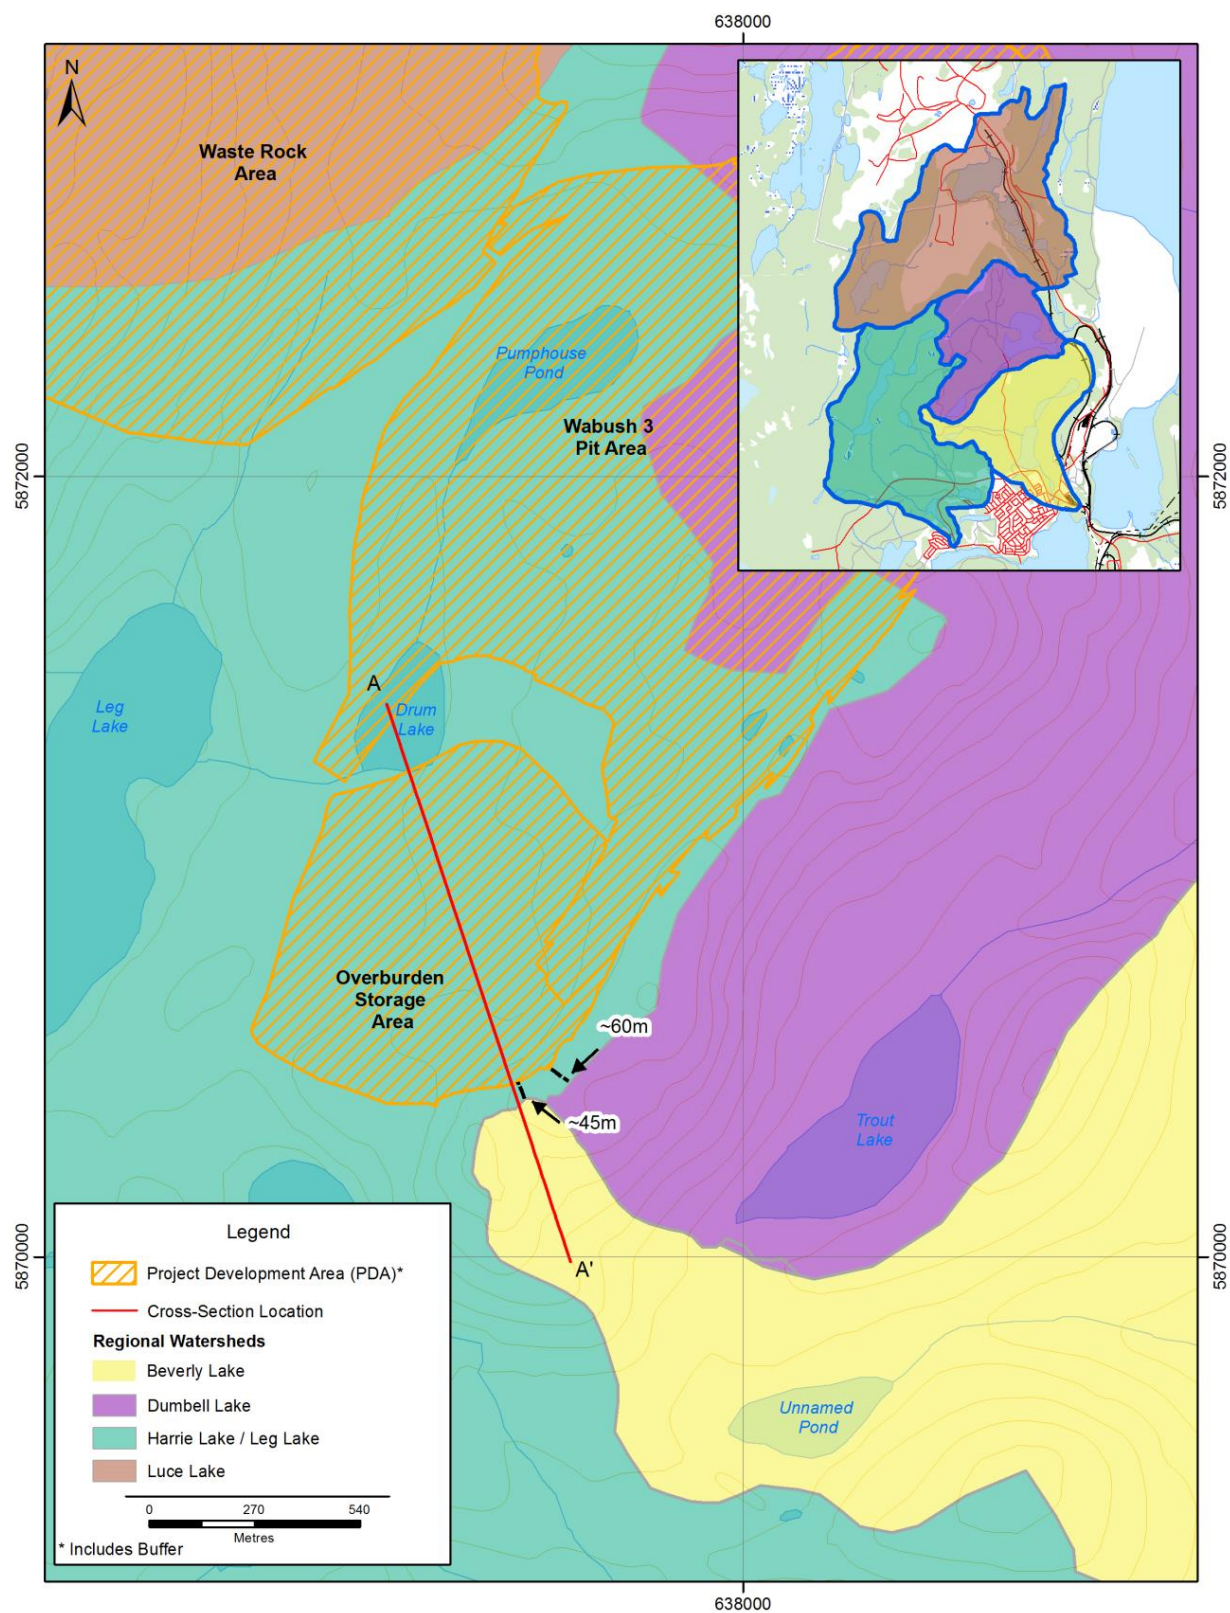 638000
N
Waste Rock
Area
Pumphouse
Pond
Wabush 3
Pit Area
5872000
5872000
A
Leg
Lake
Drum
Lake
Overburden
Storage
Area
~60m
~45m
Trout
Lake
A'
5870000
5870000
Unnamed
Pond
Legend
Project Development Area (PDA)*
Cross-Section Location
Regional Watersheds
Beverly Lake
Dumbell Lake
Harrie Lake / Leg Lake
Luce Lake
0 270 540
Metres
* Includes Buffer
638000